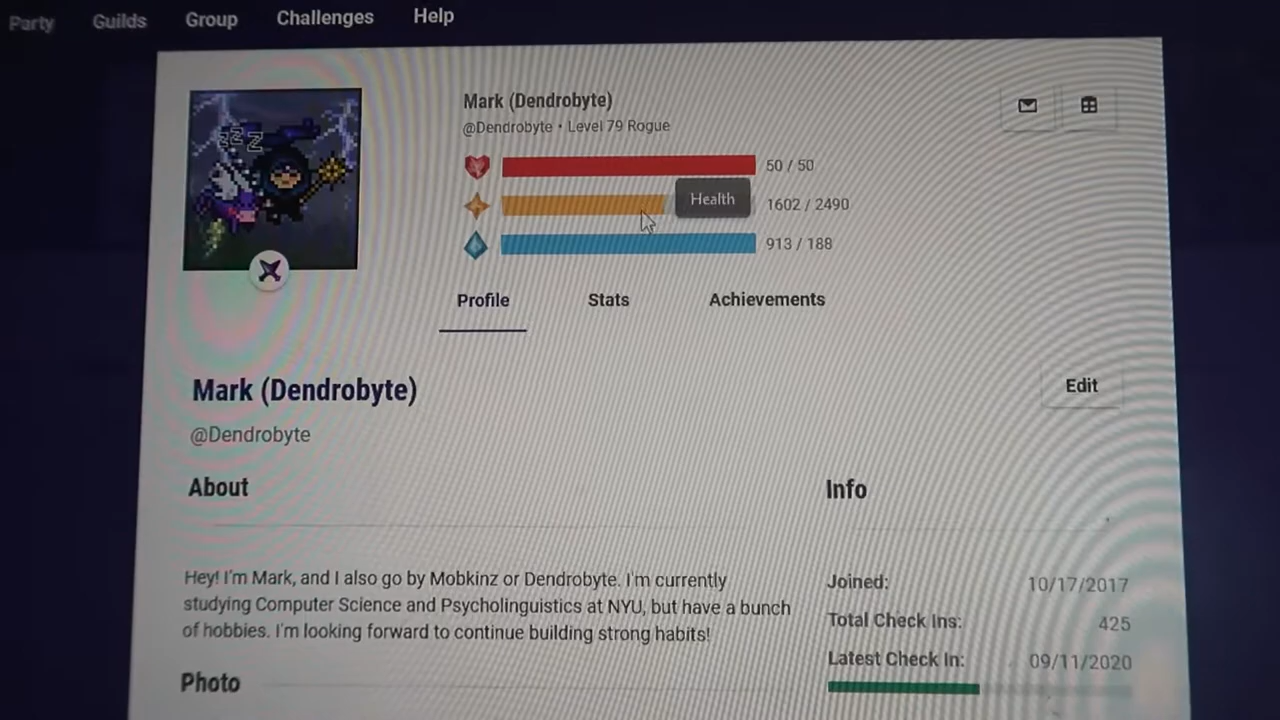 Party Guilds Group Challenges Help
Mark (Dendrobyte)
@Dendrobyte • Level 79 Rogue
50 / 50
Health
1602 / 2490
913 / 188
zzZ
Profile Stats Achievements
Mark (Dendrobyte)
Edit
@Dendrobyte
About
Info
Hey! I'm Mark, and I also go by Mobkinz or Dendrobyte. I'm currently
studying Computer Science and Psycholinguistics at NYU, but have a bunch
of hobbies. I'm looking forward to continue building strong habits!
Joined: 10/17/2017
Total Check Ins: 425
Latest Check In: 09/11/2020
Photo